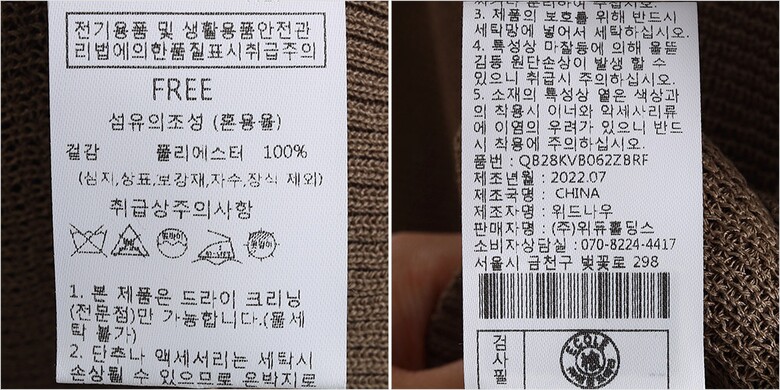 전기용품 및 생활용품안전관
리법에의한품질표시취급주의
FREE
섬유의조성 (혼용율)
겉감 폴리에스터 100%
(심지,상표,보강재,자수,장식 제외)
취급상주의사항
1. 본 제품은 드라이 크리닝
(전문점)만 가능합니다.(물세
탁 불가)
2. 단추나 액세서리는 세탁시
손상될 수 있으므로 은박지로
3. 제품의 보호를 위해 반드시
세탁망에 넣어서 세탁하십시오.
4. 특성상 마찰등에 의해 올뜯
김등 원단손상이 발생 할 수
있으니 취급시 주의하십시오.
5. 소재의 특성상 옅은 색상과
의 착용시 이너와 악세사리류
에 이염의 우려가 있으니 반드
시 착용에 주의하십시오.
품번 : QB28KVB062ZBRF
제조년월 : 2022.07
제조국명 : CHINA
제조자명 : 위드나우
판매자명 : (주)위듀홀딩스
소비자상담실 : 070-8224-4417
서울시 금천구 벚꽃로 298
검사필
ECOLE